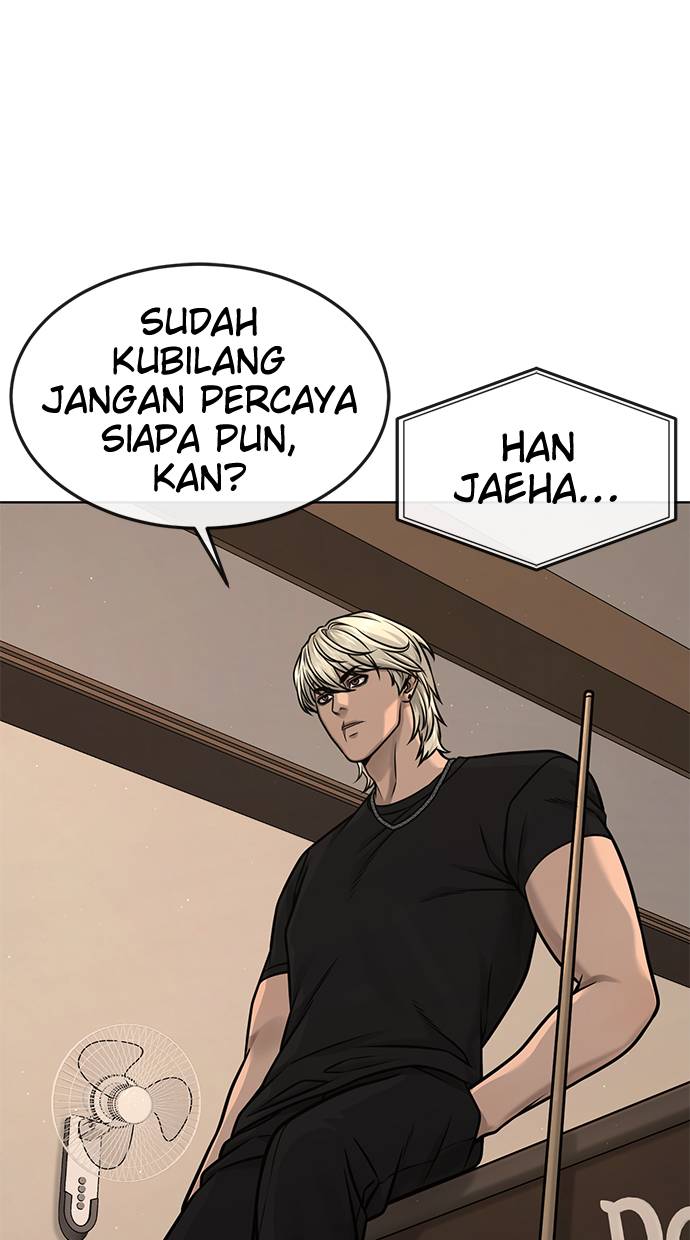 SUDAH
KUBILANG
JANGAN PERCAYA
SIAPA PUN,
KAN?
HAN
JAEHA...